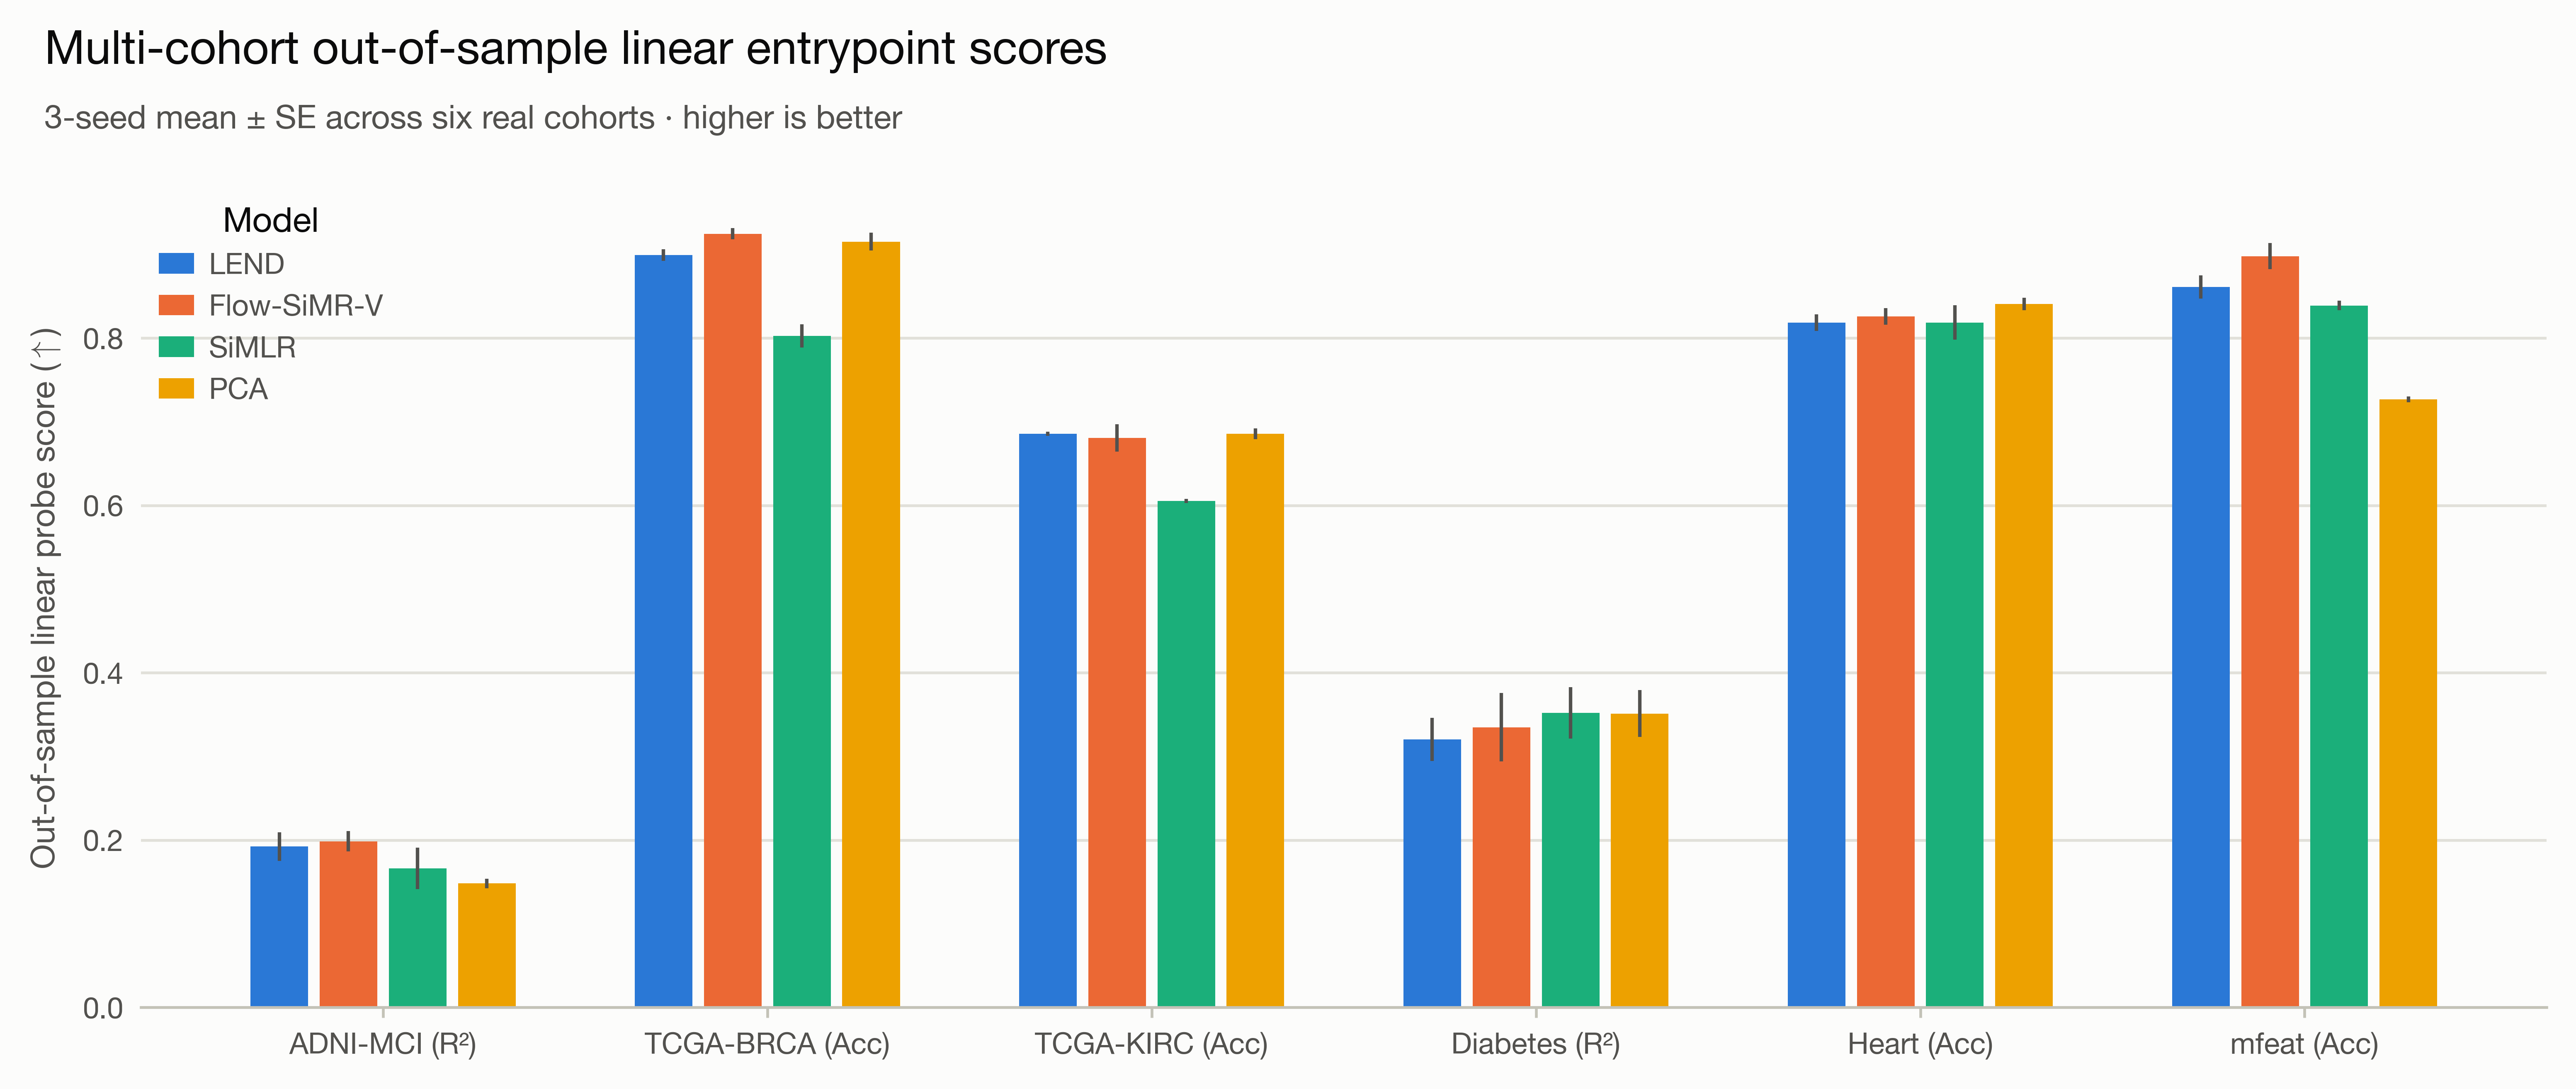 Multi-cohort out-of-sample linear entrypoint scores
3-seed mean ± SE across six real cohorts · higher is better
Model
LEND
Flow-SiMR-V
SiMLR
PCA
Out-of-sample linear probe score (↑)
0.8
0.6
0.4
0.2
0.0
ADNI-MCI (R²)
TCGA-BRCA (Acc)
TCGA-KIRC (Acc)
Diabetes (R²)
Heart (Acc)
mfeat (Acc)